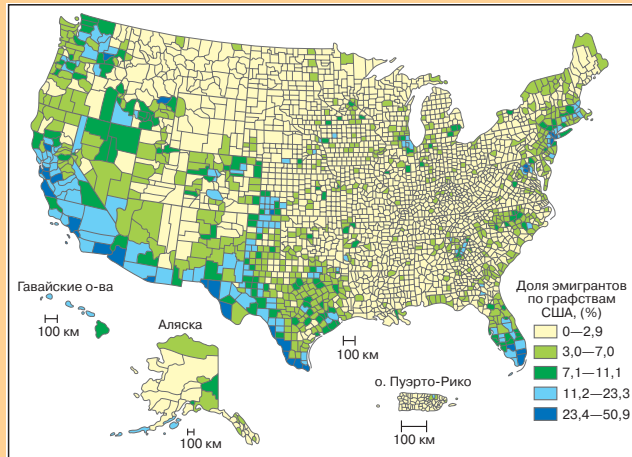 Гавайские о-ва
100 км
Аляска
100 км
100 км
о. Пуэрто-Рико
100 км
Доля эмигрантов
по графствам
США, (%)
0—2,9
3,0—7,0
7,1—11,1
11,2—23,3
23,4—50,9